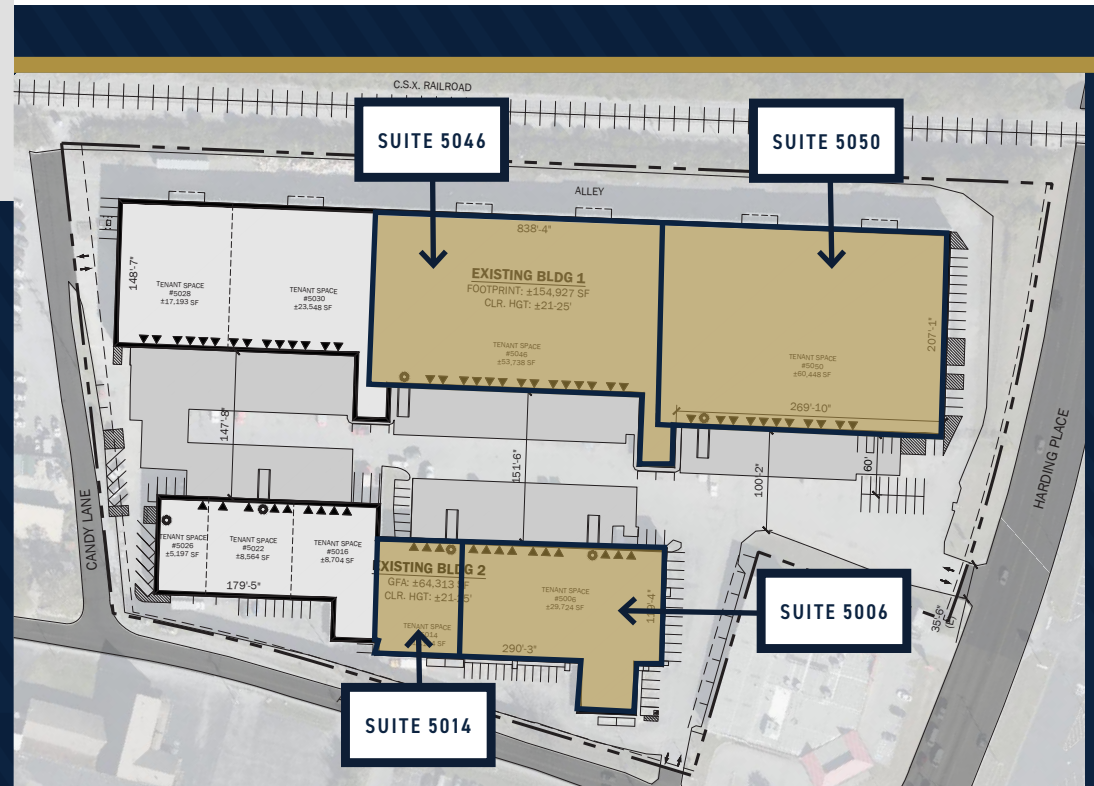 C.S.X. RAILROAD
SUITE 5046
SUITE 5050
ALLEY
838'-4"
148'-7"
EXISTING BLDG 1
FOOTPRINT: ±154,927 SF
CLR. HGT: ±21-25'
TENANT SPACE
#5028
±17,193 SF
TENANT SPACE
#5030
±23,548 SF
TENANT SPACE
#5046
±53,738 SF
TENANT SPACE
#5050
±60,448 SF
207'-1"
269'-10"
147'-8"
151'-6"
100'-2"
60'
HARDING PLACE
CANDY LANE
TENANT SPACE
#5026
±5,197 SF
TENANT SPACE
#5022
±8,564 SF
TENANT SPACE
#5016
±8,704 SF
179'-5"
EXISTING BLDG 2
GFA: ±64,313 SF
CLR. HGT: ±21-25'
TENANT SPACE
SF
TENANT SPACE
#5006
±29,724 SF
290'-3"
35'-6"
(E)
SUITE 5006
SUITE 5014